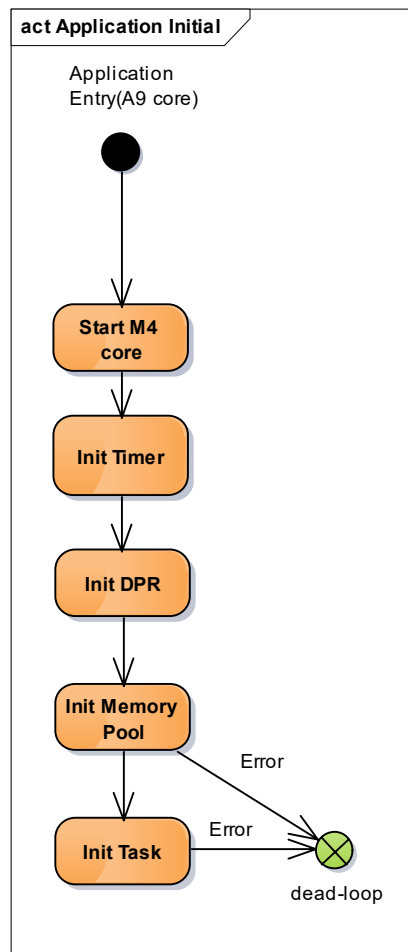 act Application Initial
Application
Entry(A9 core)
Start M4
core
Init Timer
Init DPR
Init Memory
Pool
Error
Error
Init Task
dead-loop